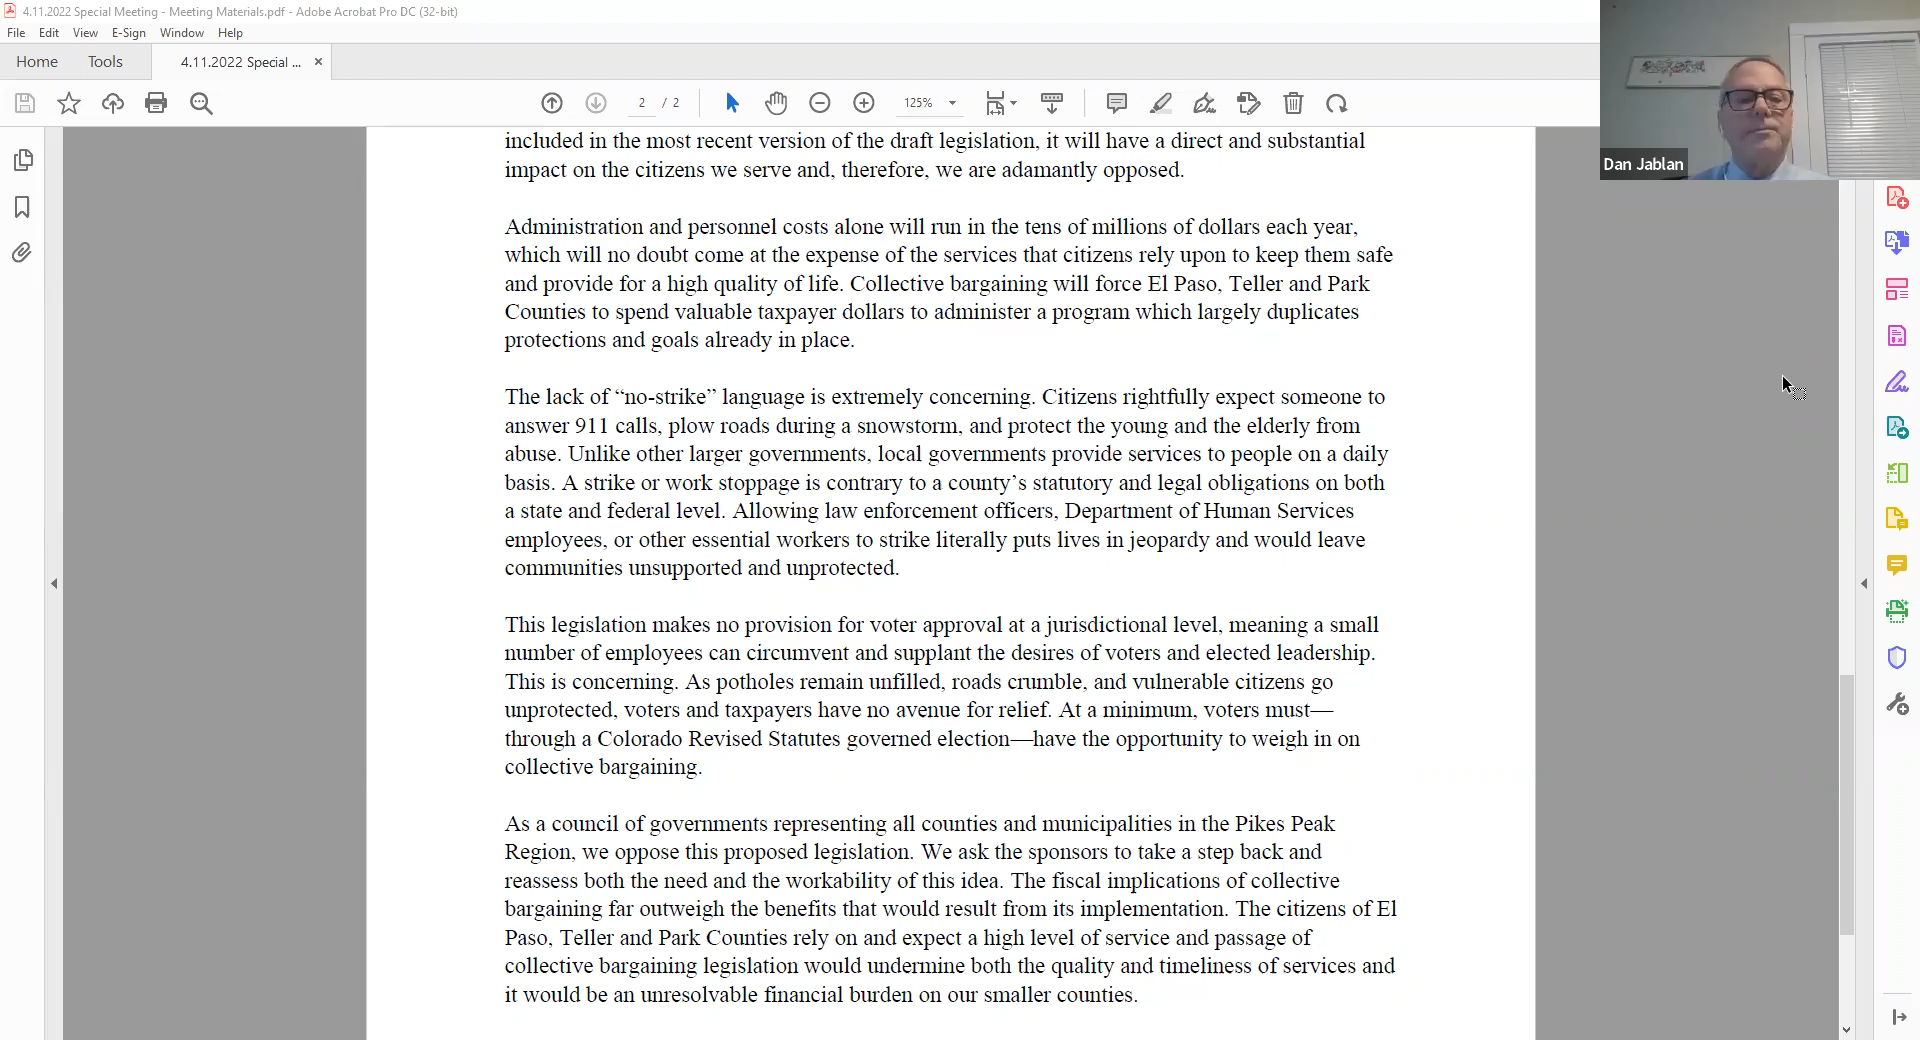 4.11.2022 Special Meeting - Meeting Materials.pdf - Adobe Acrobat Pro DC (32-bit)
File Edit View E-Sign Window Help
Home Tools 4.11.2022 Special ... ×
2 / 2 125%
Dan Jablan
included in the most recent version of the draft legislation, it will have a direct and substantial
impact on the citizens we serve and, therefore, we are adamantly opposed.
Administration and personnel costs alone will run in the tens of millions of dollars each year,
which will no doubt come at the expense of the services that citizens rely upon to keep them safe
and provide for a high quality of life. Collective bargaining will force El Paso, Teller and Park
Counties to spend valuable taxpayer dollars to administer a program which largely duplicates
protections and goals already in place.
The lack of “no-strike” language is extremely concerning. Citizens rightfully expect someone to
answer 911 calls, plow roads during a snowstorm, and protect the young and the elderly from
abuse. Unlike other larger governments, local governments provide services to people on a daily
basis. A strike or work stoppage is contrary to a county’s statutory and legal obligations on both
a state and federal level. Allowing law enforcement officers, Department of Human Services
employees, or other essential workers to strike literally puts lives in jeopardy and would leave
communities unsupported and unprotected.
This legislation makes no provision for voter approval at a jurisdictional level, meaning a small
number of employees can circumvent and supplant the desires of voters and elected leadership.
This is concerning. As potholes remain unfilled, roads crumble, and vulnerable citizens go
unprotected, voters and taxpayers have no avenue for relief. At a minimum, voters must—
through a Colorado Revised Statutes governed election—have the opportunity to weigh in on
collective bargaining.
As a council of governments representing all counties and municipalities in the Pikes Peak
Region, we oppose this proposed legislation. We ask the sponsors to take a step back and
reassess both the need and the workability of this idea. The fiscal implications of collective
bargaining far outweigh the benefits that would result from its implementation. The citizens of El
Paso, Teller and Park Counties rely on and expect a high level of service and passage of
collective bargaining legislation would undermine both the quality and timeliness of services and
it would be an unresolvable financial burden on our smaller counties.